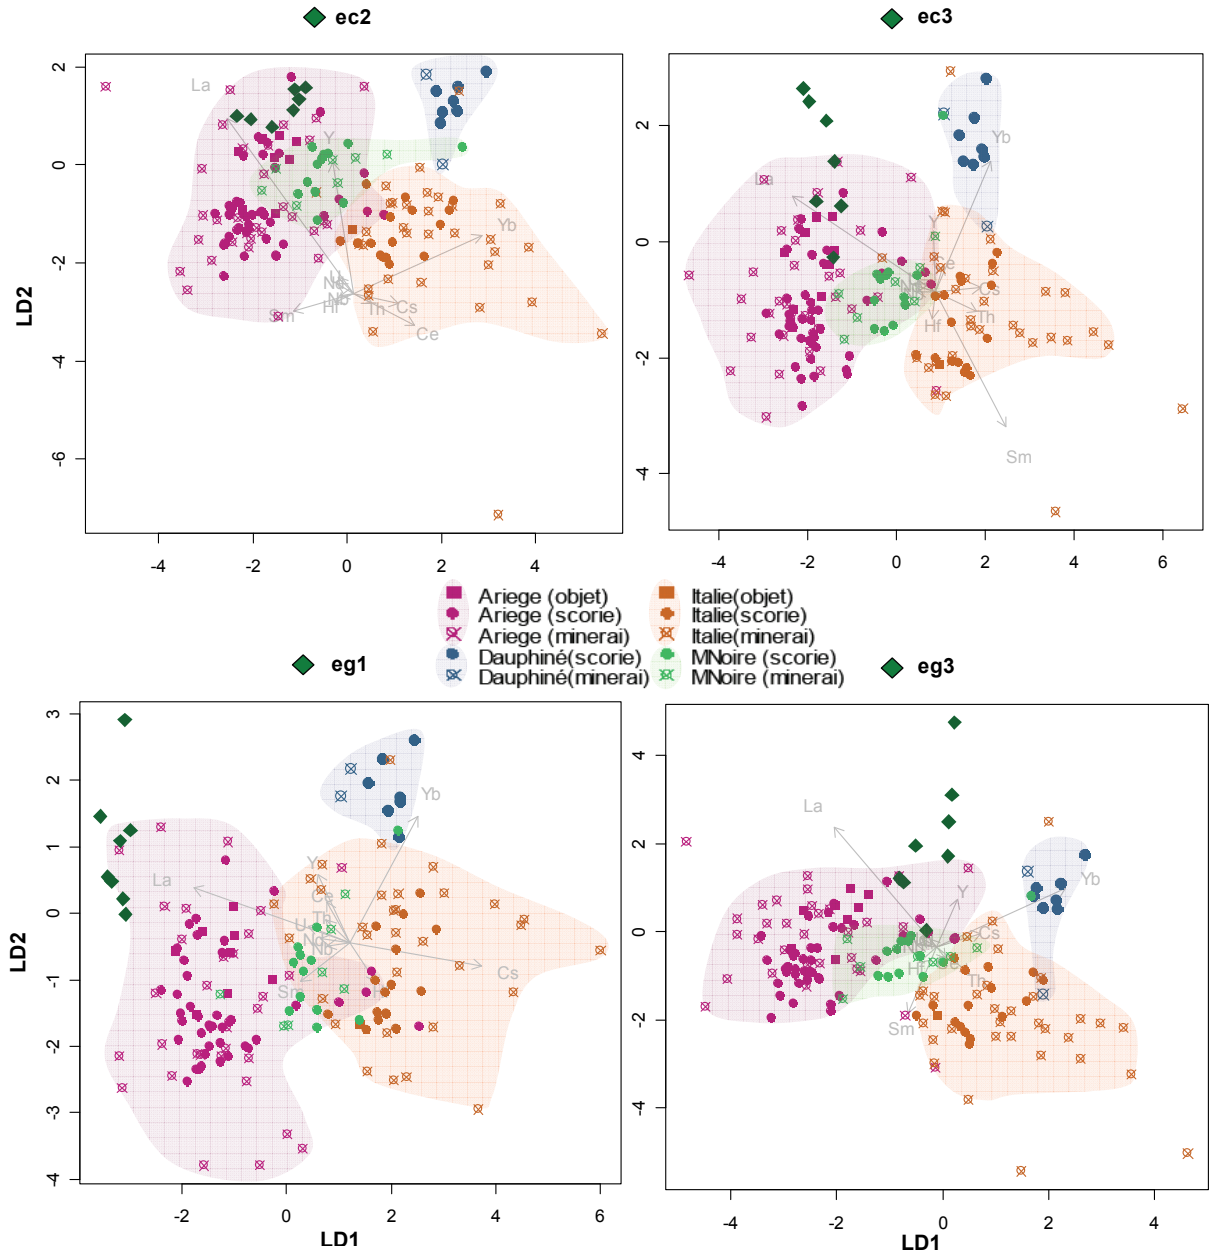 ec2
ec3
2
0
-2
-4
-6
LD2
La
Y
Yb
Sm
Hf
Nb
Th
Cs
Ce
-4
-2
0
2
4
2
0
-2
-4
La
Yb
Y
Cs
Th
Hf
Sm
-4
-2
0
2
4
6
Ariege (objet)
Ariege (scorie)
Ariege (minerai)
Dauphiné(scorie)
Dauphiné(minerai)
Italie(objet)
Italie(scorie)
Italie(minerai)
MNoire (scorie)
MNoire (minerai)
eg1
eg3
3
2
1
0
-1
-2
-3
-4
LD2
La
Yb
Y
Ce
Th
U
Nb
Sm
Cs
-2
0
2
4
6
LD1
4
2
0
-2
-4
La
Y
Yb
Cs
Hf
Th
Sm
-4
-2
0
2
4
LD1